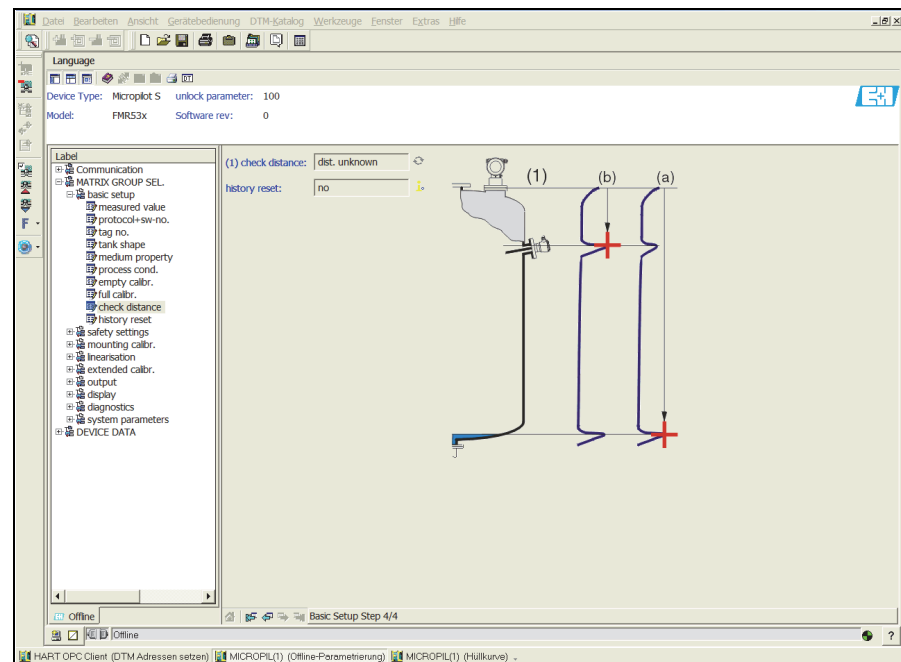 Datei Bearbeiten Ansicht Gerätebedienung DTM-Katalog Werkzeuge Fenster Extras Hilfe
Language
Device Type: Micropilot S unlock parameter: 100
Model: FMR53x Software rev: 0
E+H
Label
Communication
MATRIX GROUP SEL.
basic setup
measured value
protocol+sw-no.
tag no.
tank shape
medium property
process cond.
empty calibr.
full calibr.
check distance
history reset
safety settings
mounting calibr.
linearisation
extended calibr.
output
display
diagnostics
system parameters
DEVICE DATA
(1) check distance: dist. unknown
history reset: no
(1) (b) (a)
F
Offline
Basic Setup Step 4/4
Offline
?
HART OPC Client (DTM Adressen setzen) MICROPIL(1) (Offline-Parametrierung) MICROPIL(1) (Hüllkurve)